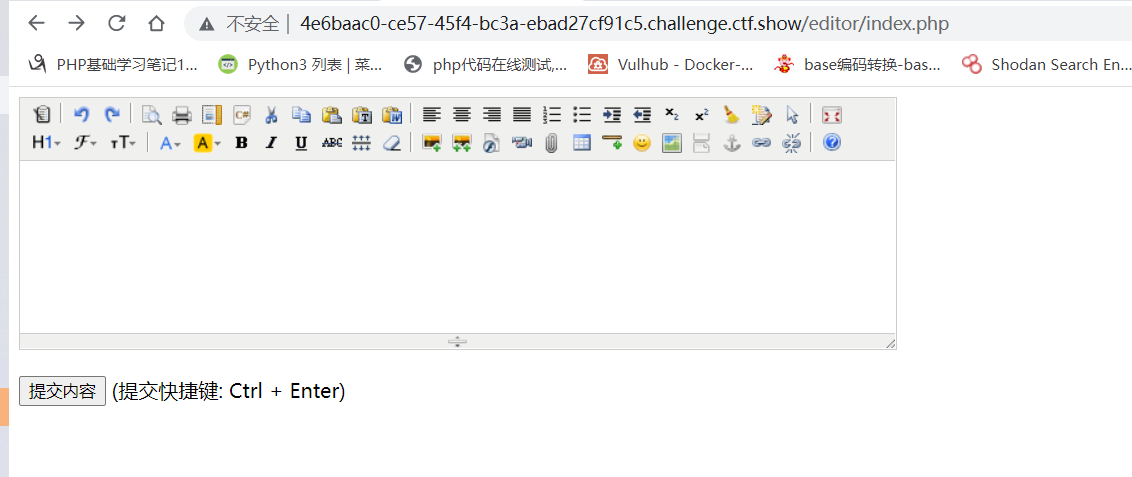 不安全 | 4e6baac0-ce57-45f4-bc3a-ebad27cf91c5.challenge.ctf.show/editor/index.php
PHP基础学习笔记1... Python3 列表 | 菜... php代码在线测试,... Vulhub - Docker-... base编码转换-bas... Shodan Search En...
C# T W x₂ x²
H1 F TT A A B I U ABC
提交内容 (提交快捷键: Ctrl + Enter)